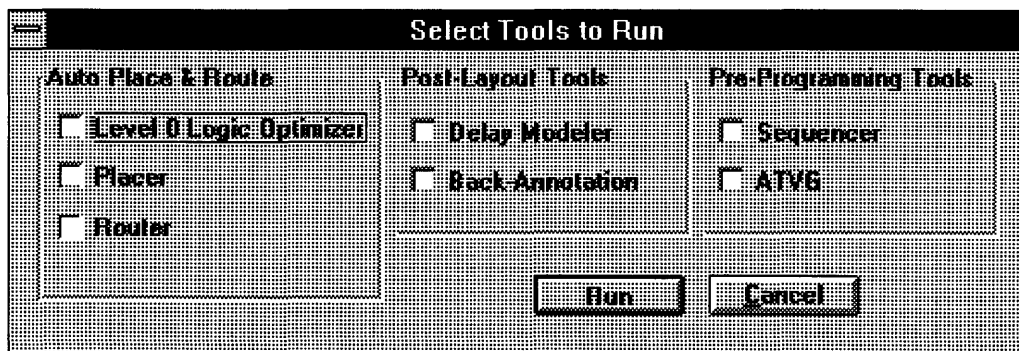 Select Tools to Run
Auto Place & Route
Level 0 Logic Optimizer
Placer
Router
Post-Layout Tools
Delay Modeler
Back-Annotation
Pre-Programming Tools
Sequencer
ATVG
Run
Cancel